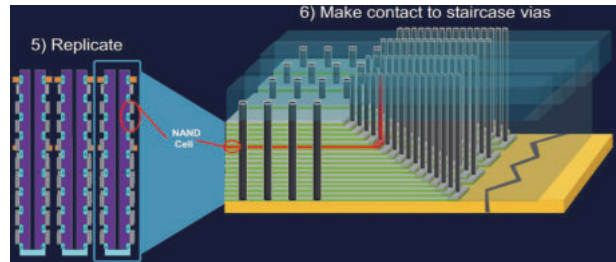 6) Make contact to staircase vias
5) Replicate
NAND
Cell